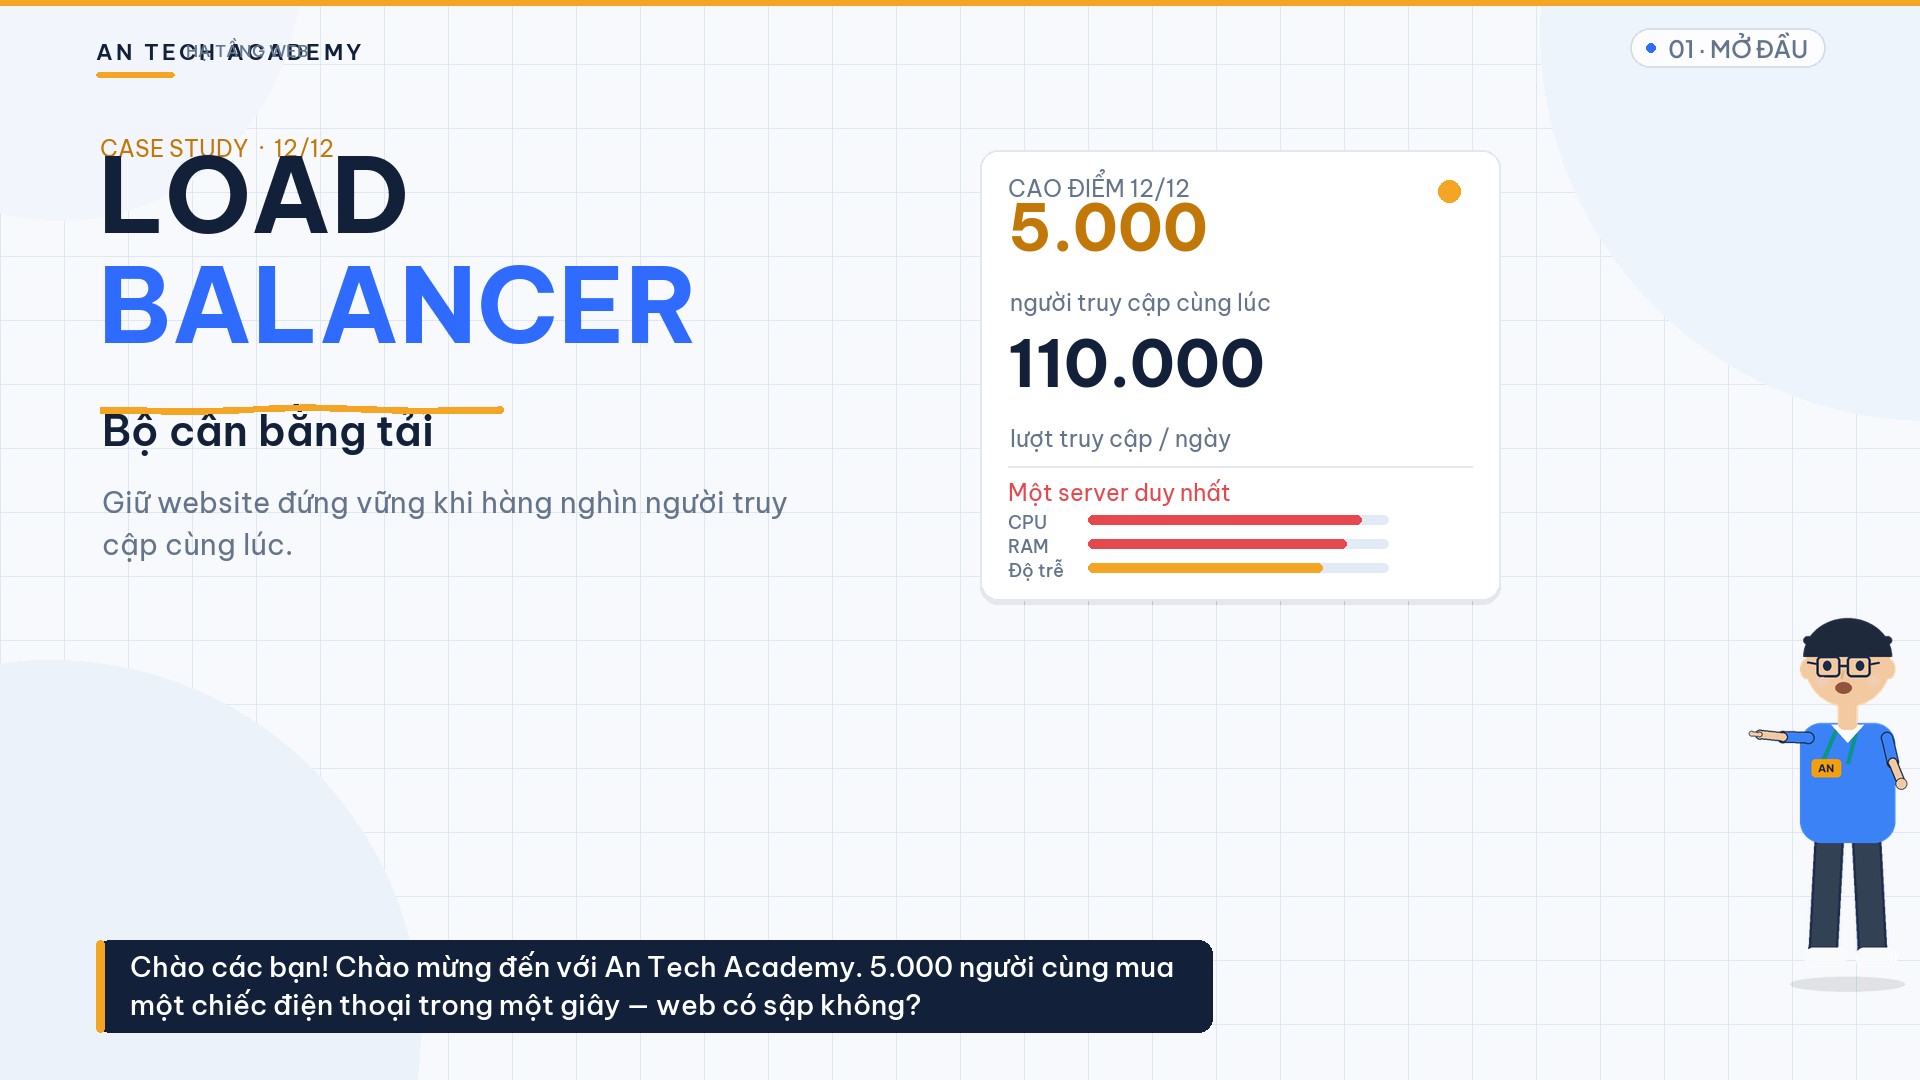 AN TECH ACADEMY
HẠ TẦNG WEB
01 · MỞ ĐẦU
CASE STUDY · 12/12
LOAD
BALANCER
Bộ cân bằng tải
Giữ website đứng vững khi hàng nghìn người truy
cập cùng lúc.
CAO ĐIỂM 12/12
5.000
người truy cập cùng lúc
110.000
lượt truy cập / ngày
Một server duy nhất
CPU
RAM
Độ trễ
AN
Chào các bạn! Chào mừng đến với An Tech Academy. 5.000 người cùng mua
một chiếc điện thoại trong một giây — web có sập không?